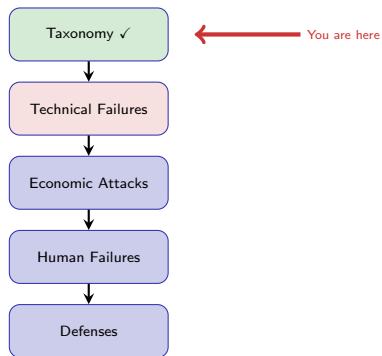 Taxonomy ✓
You are here
Technical Failures
Economic Attacks
Human Failures
Defenses